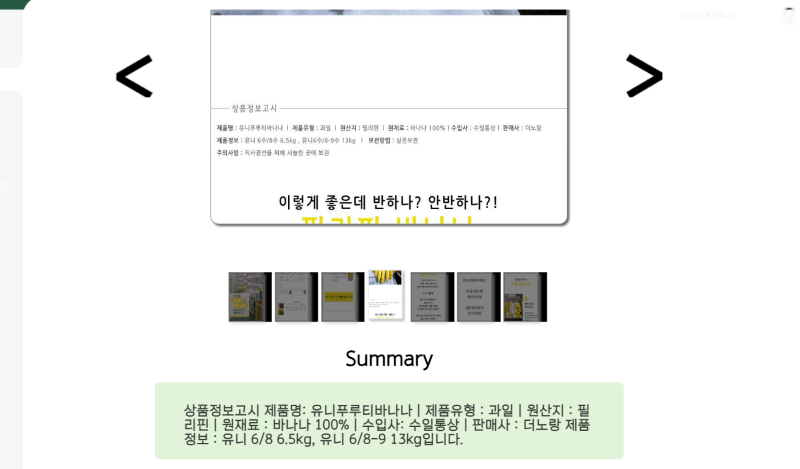 상품정보고시
제품명 : 유니푸루티바나나 | 제품유형 : 과일 | 원산지 : 필리핀 | 원재료 : 바나나 100% | 수입사 : 수일통상 | 판매사 : 더노랑
제품정보 : 유니 6수/8수 6.5kg , 유니6수/8-9수 13kg | 보관방법 : 실온보관
주의사항 : 직사광선을 피해 서늘한 곳에 보관
이렇게 좋은데 반하나? 안반하나?!
필리핀 바나나
Summary
상품정보고시 제품명: 유니푸루티바나나 | 제품유형 : 과일 | 원산지 : 필
리핀 | 원재료 : 바나나 100% | 수입사: 수일통상 | 판매사 : 더노랑 제품
정보 : 유니 6/8 6.5kg, 유니 6/8-9 13kg입니다.